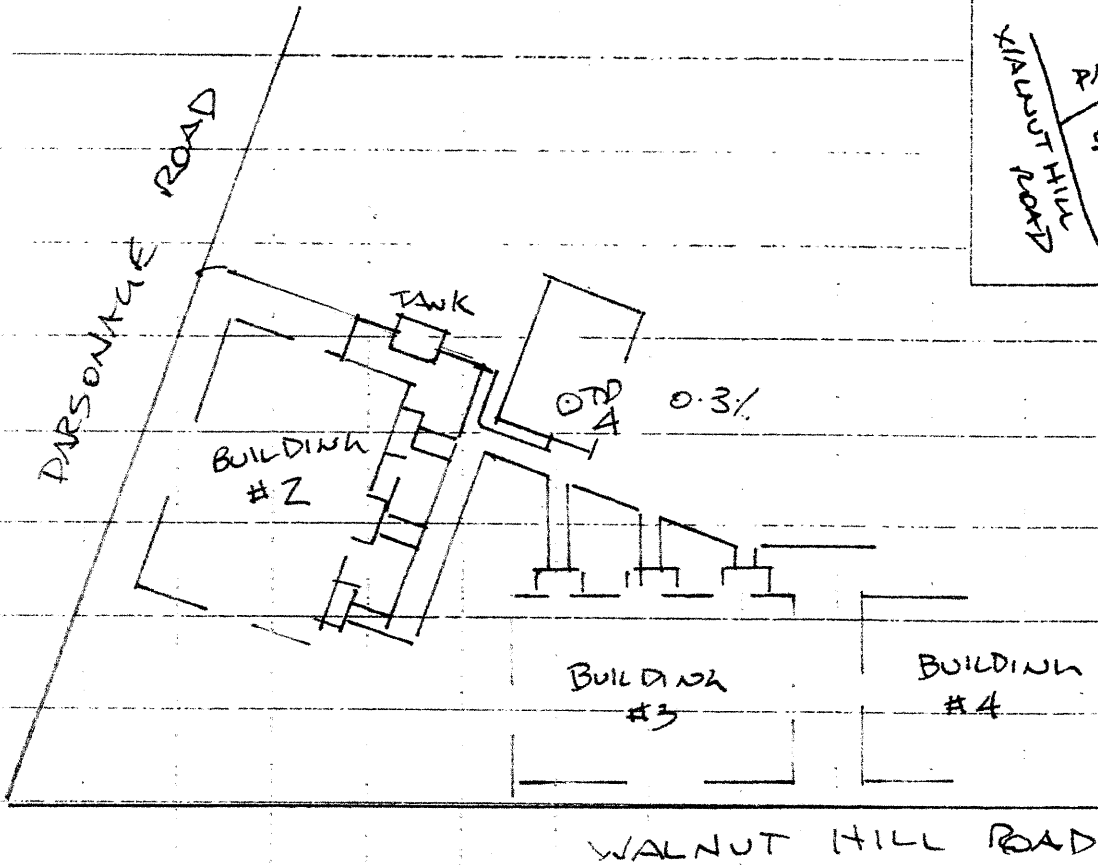 PARSONAGE ROAD
WALNUT HILL
ROAD
TANK
OTD
4
0.3%
BUILDING
#2
BUILDING
#3
BUILDING
#4
WALNUT HILL ROAD